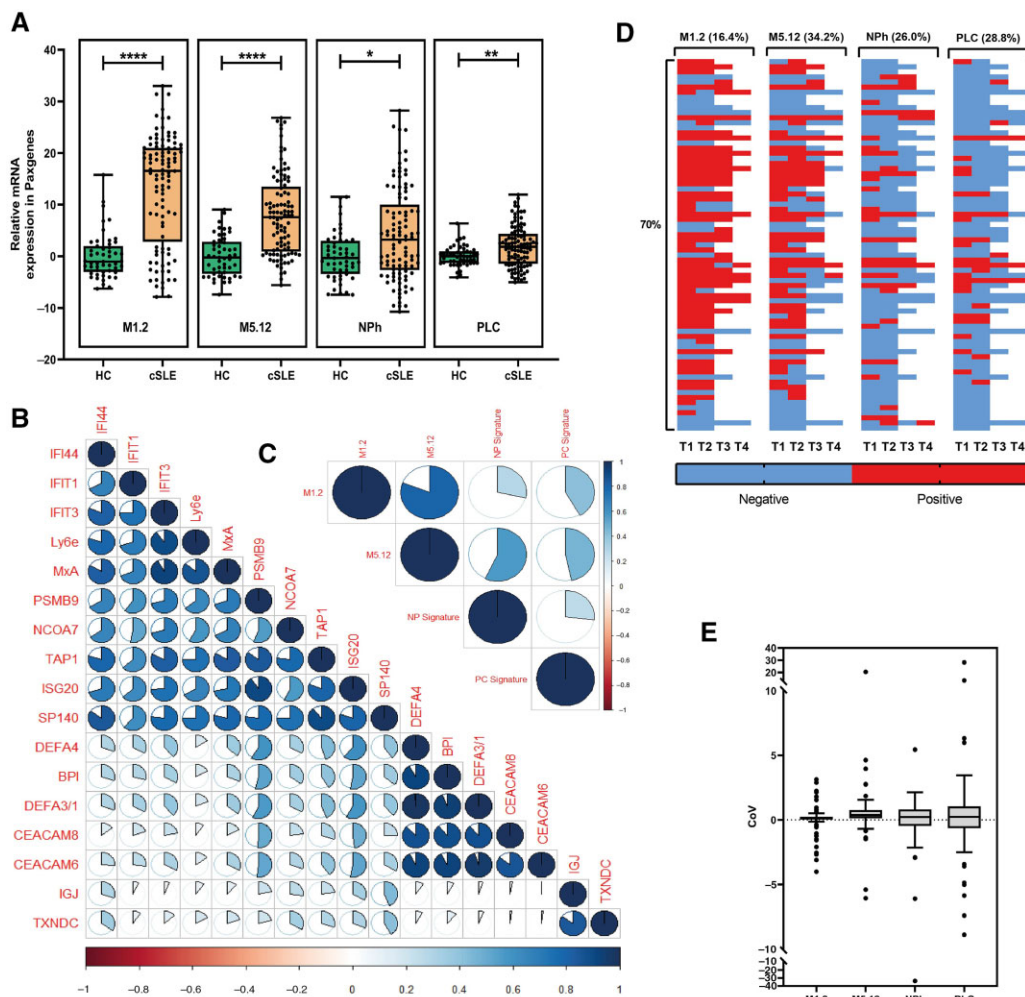 A
Relative mRNA
expression in Paxgenes
40
30
20
10
0
−10
−20
**** **** * **
M1.2 M5.12 NPh PLC
HC cSLE HC cSLE HC cSLE HC cSLE
B
IFI44
IFIT1
IFIT3
Ly6e
MxA
PSMB9
NCOA7
TAP1
ISG20
SP140
DEFA4
BPI
DEFA3/1
CEACAM8
CEACAM6
IGJ
TXNDC
IFI44
IFIT1
IFIT3
Ly6e
MxA
PSMB9
NCOA7
TAP1
ISG20
SP140
DEFA4
BPI
DEFA3/1
CEACAM8
CEACAM6
IGJ
TXNDC
−1 −0.8 −0.6 −0.4 −0.2 0 0.2 0.4 0.6 0.8 1
C
M1.2
M5.12
NP Signature
PC Signature
M1.2
M5.12
NP Signature
PC Signature
1
0.8
0.6
0.4
0.2
0
−0.2
−0.4
−0.6
−0.8
−1
D
M1.2 (16.4%) M5.12 (34.2%) NPh (26.0%) PLC (28.8%)
70%
T1 T2 T3 T4 T1 T2 T3 T4 T1 T2 T3 T4 T1 T2 T3 T4
Negative Positive
E
CoV
40
30
20
10
5
0
−5
−10
−10
−20
−30
−40